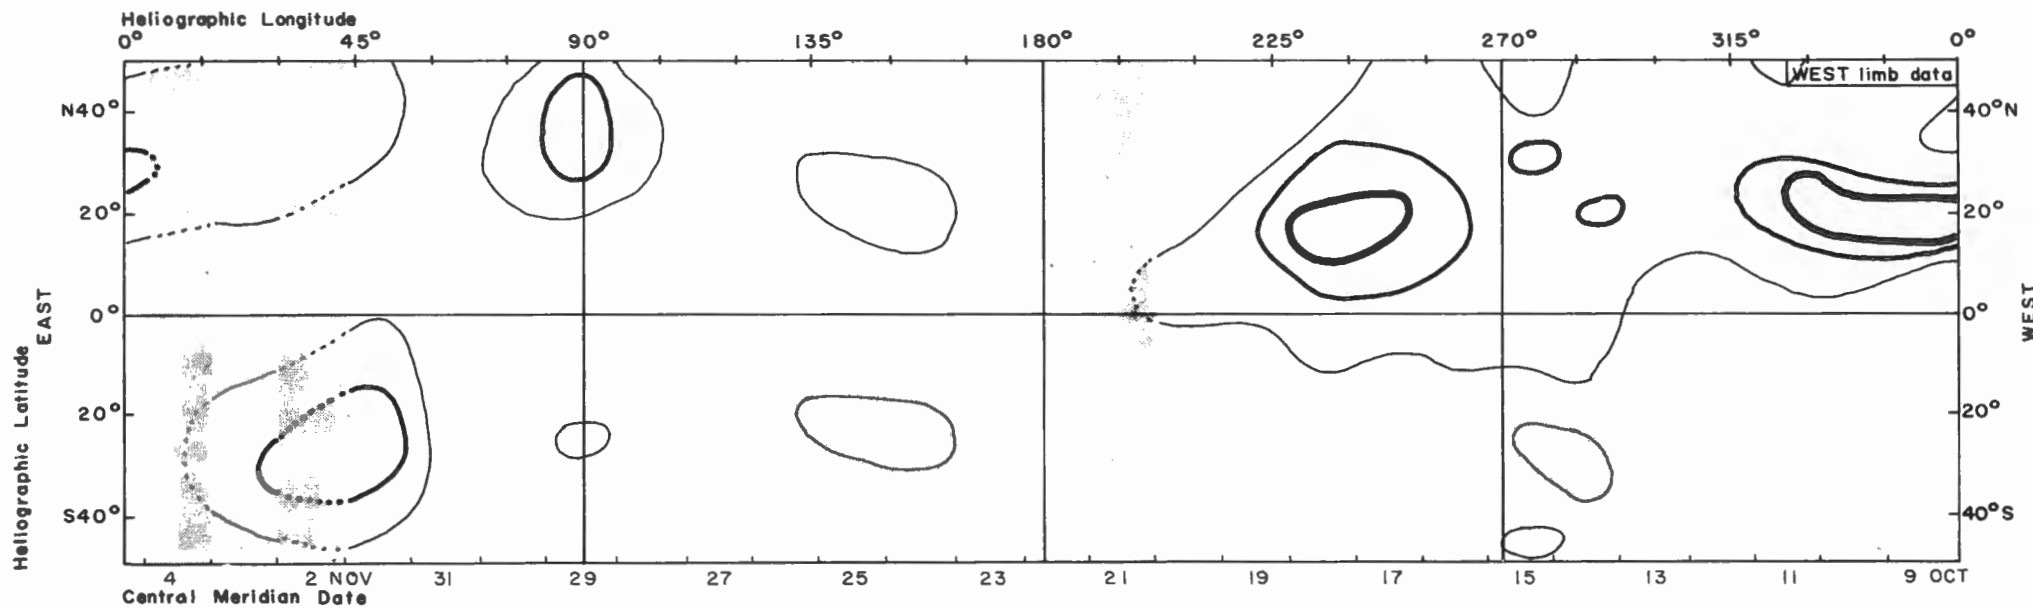 Heliographic Longitude
0° 45° 90° 135° 180° 225° 270° 315° 0°
WEST limb data
N40° 40°N
20° 20°
0° 0°
EAST WEST
20° 20°
S40° 40°S
Heliographic Latitude
4 2 NOV 31 29 27 25 23 21 19 17 15 13 11 9 OCT
Central Meridian Date